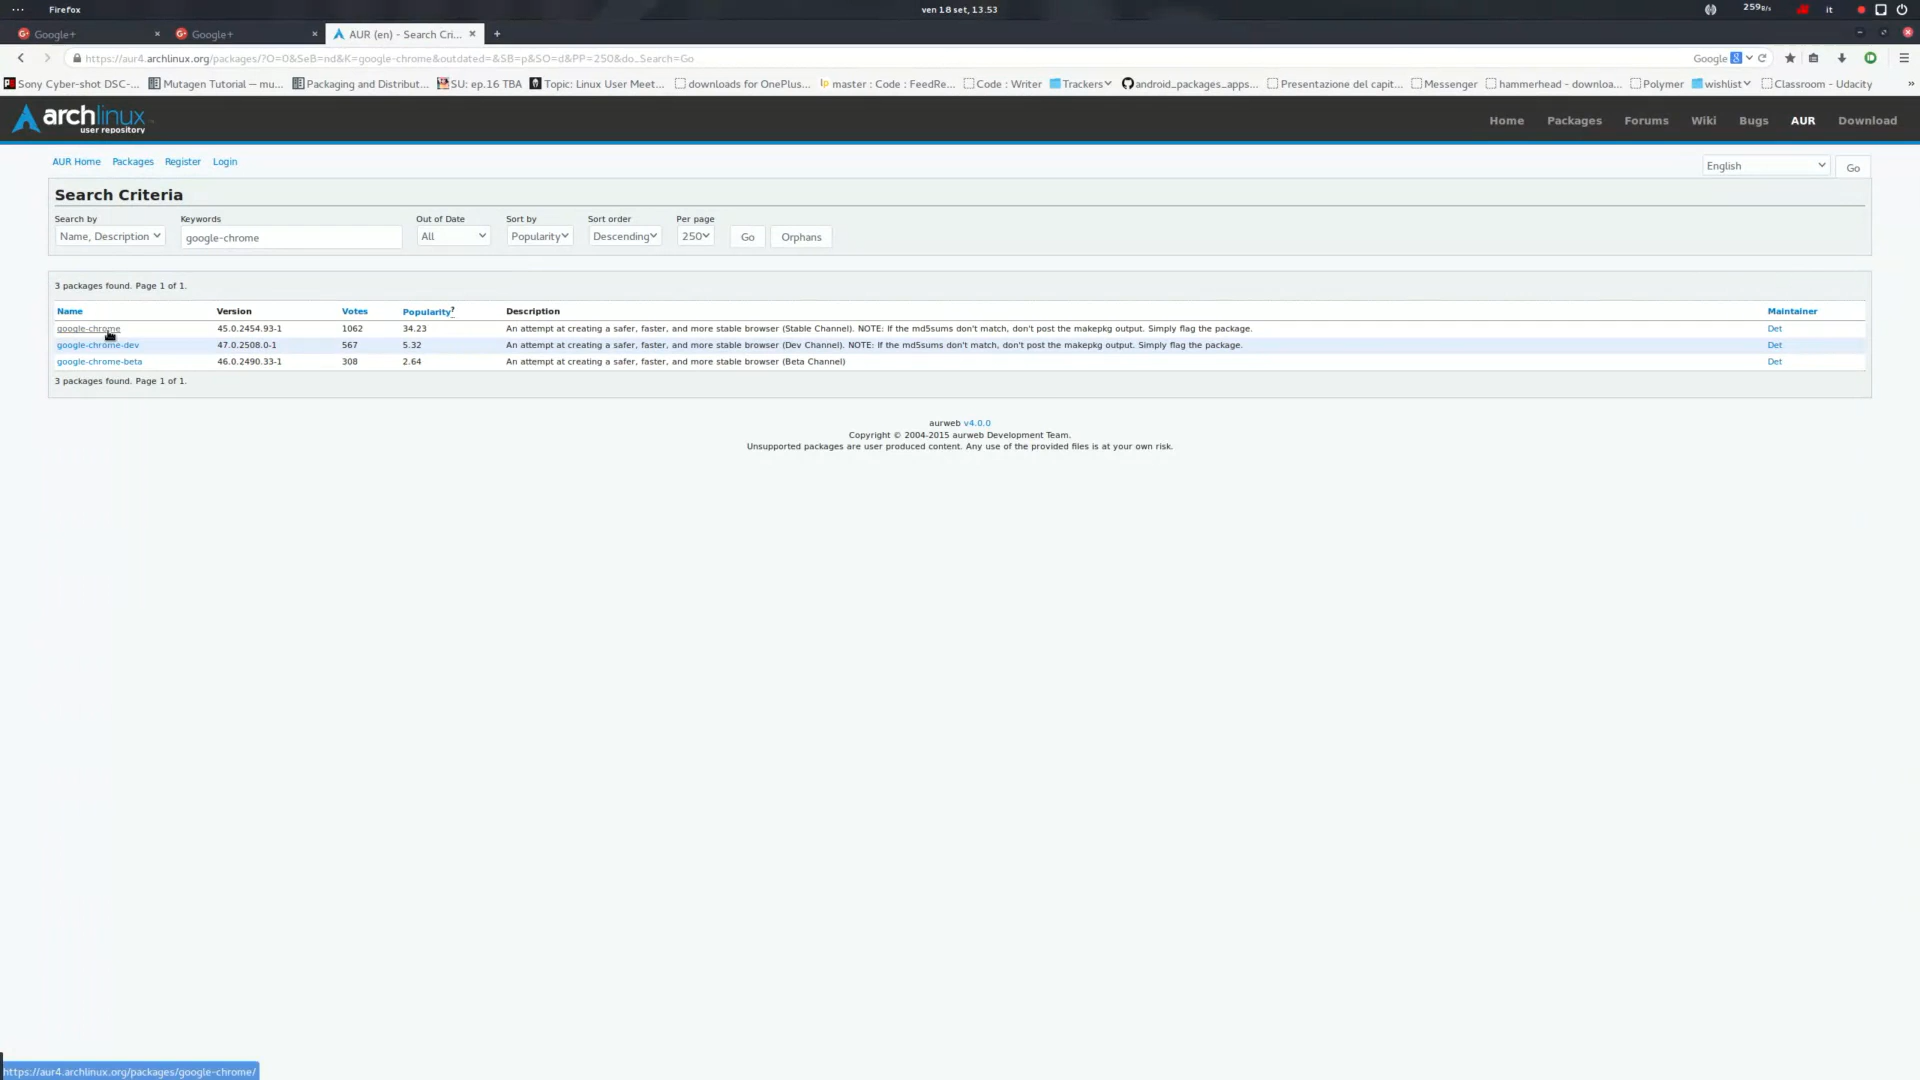 Firefox
ven 18 set, 13.53
259B/s
it
Google+
Google+
AUR (en) - Search Cri...
https://aur4.archlinux.org/packages/?O=0&SeB=nd&K=google-chrome&outdated=&SB=p&SO=d&PP=250&do_Search=Go
Google
Sony Cyber-shot DSC-...
Mutagen Tutorial — mu...
Packaging and Distribut...
SU: ep.16 TBA
Topic: Linux User Meet...
downloads for OnePlus...
master : Code : FeedRe...
Code : Writer
Trackers
android_packages_apps...
Presentazione del capit...
Messenger
hammerhead - downloa...
Polymer
wishlist
Classroom - Udacity
»
archlinux
user repository
Home Packages Forums Wiki Bugs AUR Download
AUR Home Packages Register Login
English Go
Search Criteria
Search by Keywords Out of Date Sort by Sort order Per page
Name, Description google-chrome All Popularity Descending 250 Go Orphans
3 packages found. Page 1 of 1.
Name Version Votes Popularity? Description Maintainer
google-chrome 45.0.2454.93-1 1062 34.23 An attempt at creating a safer, faster, and more stable browser (Stable Channel). NOTE: If the md5sums don't match, don't post the makepkg output. Simply flag the package. Det
google-chrome-dev 47.0.2508.0-1 567 5.32 An attempt at creating a safer, faster, and more stable browser (Dev Channel). NOTE: If the md5sums don't match, don't post the makepkg output. Simply flag the package. Det
google-chrome-beta 46.0.2490.33-1 308 2.64 An attempt at creating a safer, faster, and more stable browser (Beta Channel) Det
3 packages found. Page 1 of 1.
aurweb v4.0.0
Copyright © 2004-2015 aurweb Development Team.
Unsupported packages are user produced content. Any use of the provided files is at your own risk.
https://aur4.archlinux.org/packages/google-chrome/